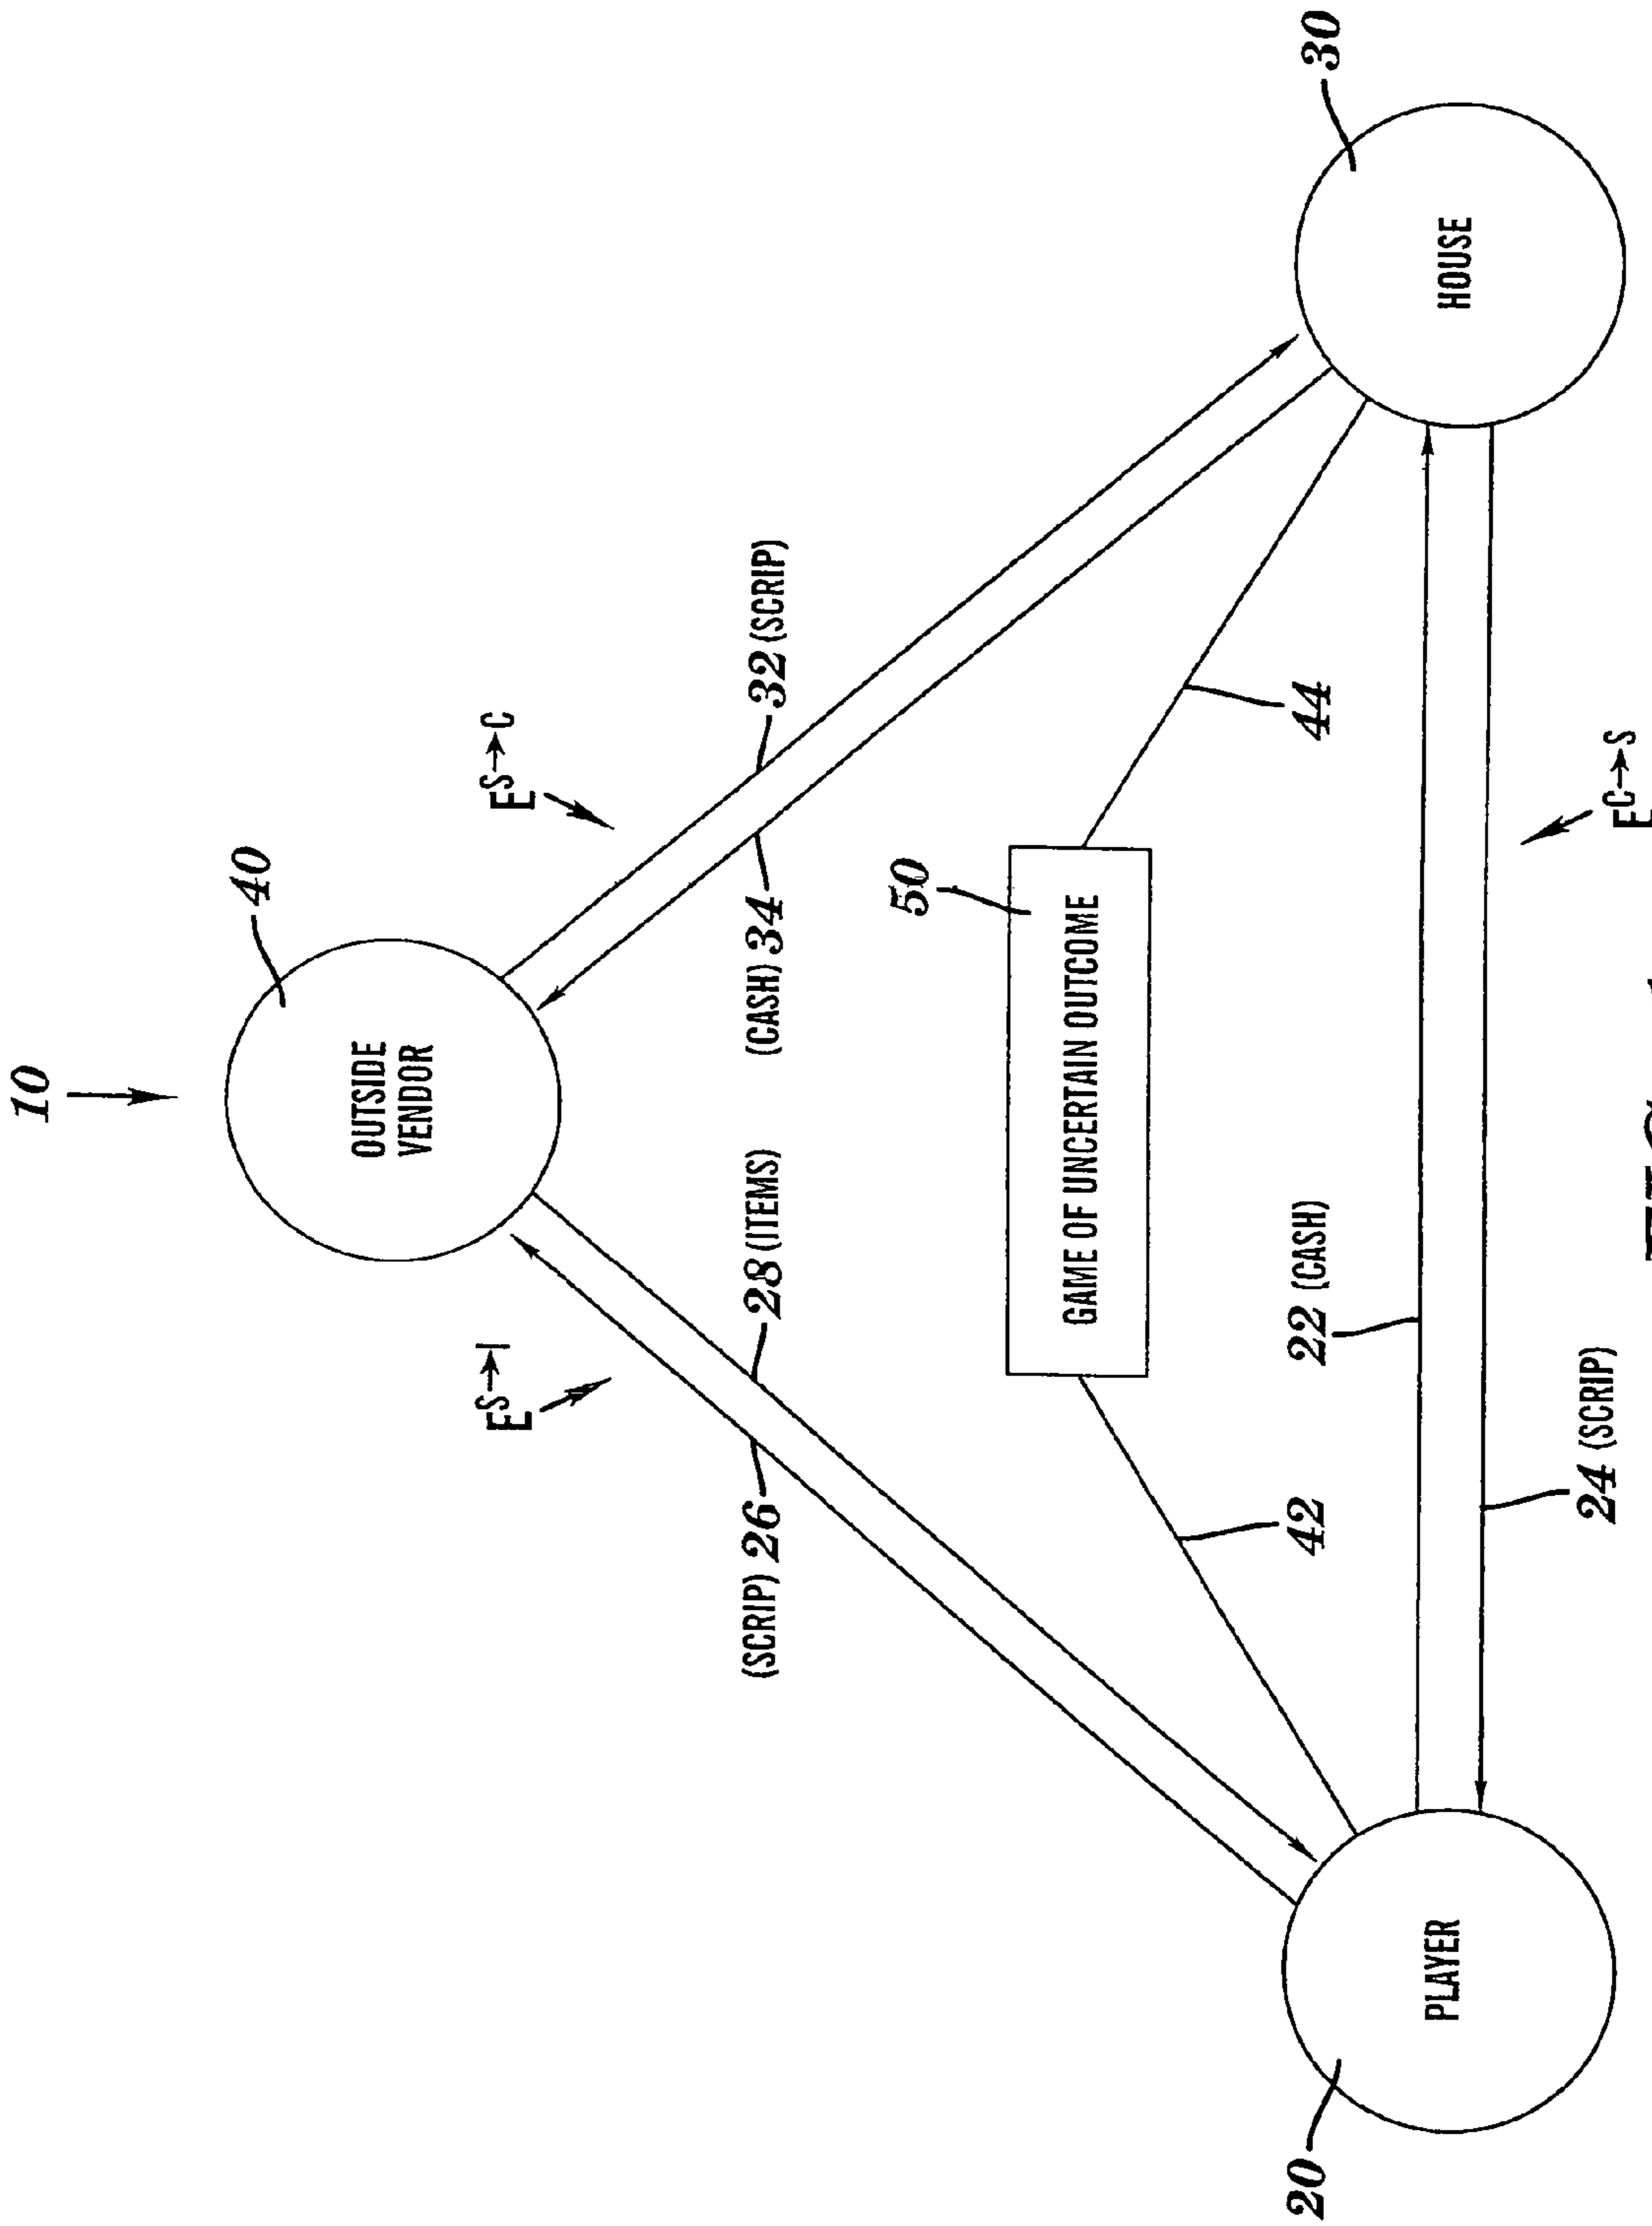 10
40
OUTSIDE
VENDOR
E^S→I
E^S→C
(SCRIP) 26
28 (ITEMS)
(CASH) 34
32 (SCRIP)
50
GAME OF UNCERTAIN OUTCOME
42
44
22 (CASH)
30
20
PLAYER
HOUSE
24 (SCRIP)
E^C→S